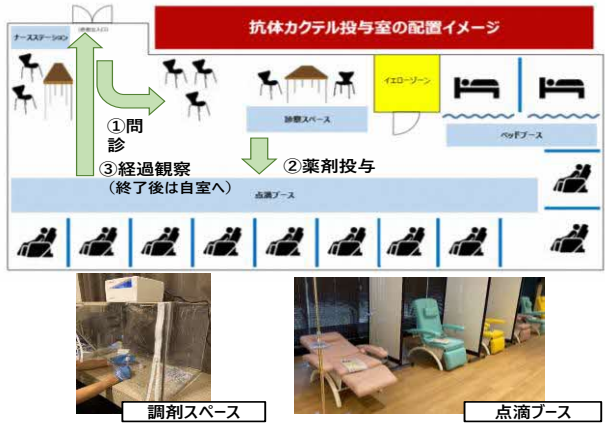 抗体カクテル投与室の配置イメージ
ナースステーション
イエローゾーン
診察スペース
ベッドブース
①問
診
③経過観察
(終了後は自室へ)
②薬剤投与
点滴ブース
調剤スペース
点滴ブース